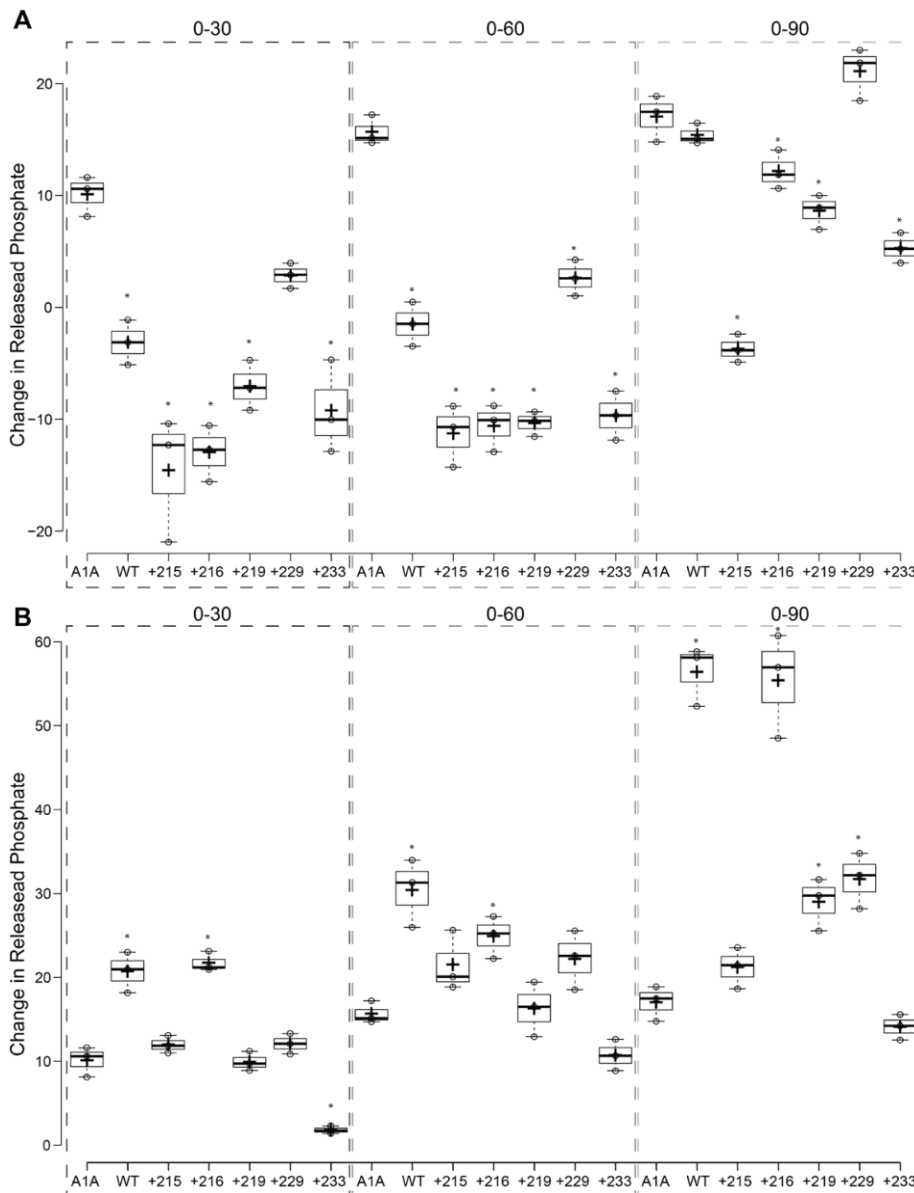 A
0-30 0-60 0-90
Change in Releasead Phosphate
20
10
0
−10
−20
A1A WT +215 +216 +219 +229 +233 A1A WT +215 +216 +219 +229 +233 A1A WT +215 +216 +219 +229 +233
B
0-30 0-60 0-90
Change in Releasead Phosphate
60
50
40
30
20
10
0
A1A WT +215 +216 +219 +229 +233 A1A WT +215 +216 +219 +229 +233 A1A WT +215 +216 +219 +229 +233